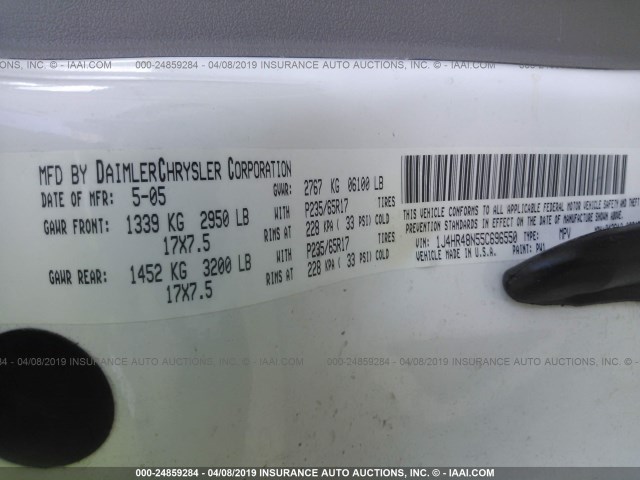 000-24859284 - 04/08/2019 INSURANCE AUTO AUCTIONS, INC. © - IAAI.COM
MFD BY DAIMLERCHRYSLER CORPORATION
DATE OF MFR: 5-05 GVWR: 2767 KG 06100 LB
GAWR FRONT: 1339 KG 2950 LB WITH P235/65R17 TIRES
17X7.5 RIMS AT 228 KPA ( 33 PSI) COLD
GAWR REAR: 1452 KG 3200 LB WITH P235/65R17 TIRES
17X7.5 RIMS AT 228 KPA ( 33 PSI) COLD
THIS VEHICLE CONFORMS TO ALL APPLICABLE FEDERAL MOTOR VEHICLE SAFETY AND THEFT
PREVENTION STANDARDS IN EFFECT ON THE DATE OF MANUFACTURE SHOWN ABOVE.
VIN: 1J4HR48N55C696550 TYPE: MPV
VEHICLE MADE IN U.S.A. PAINT: PW1
84 - 04/08/2019 INSURANCE AUTO AUCTIONS, INC. © - IAAI.COM
000-24859284 - 04/08/2019 INSURANCE AUTO AUCTIONS, INC. © - IAAI.COM
000-24859284 - 04/08/2019 INSURANCE AUTO AUCTIONS, INC. © - IAAI.COM